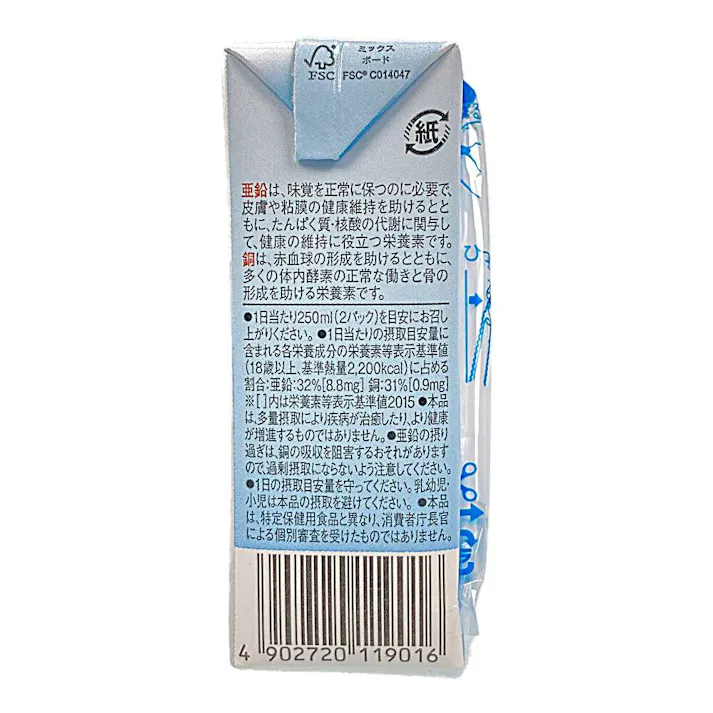 ミックス
ボード
FSC
FSC® C014047
紙
亜鉛は、味覚を正常に保つのに必要で、
皮膚や粘膜の健康維持を助けるとと
もに、たんぱく質・核酸の代謝に関与し
て、健康の維持に役立つ栄養素です。
銅は、赤血球の形成を助けるとともに、
多くの体内酵素の正常な働きと骨の
形成を助ける栄養素です。
●1日当たり250ml(2パック)を目安にお召し
上がりください。●1日当たりの摂取目安量に
含まれる各栄養成分の栄養素等表示基準値
(18歳以上、基準熱量2,200kcal)に占める
割合:亜鉛:32%[8.8mg] 銅:31%[0.9mg]
※[ ]内は栄養素等表示基準値2015 ●本品
は、多量摂取により疾病が治癒したり、より健康
が増進するものではありません。●亜鉛の摂り
過ぎは、銅の吸収を阻害するおそれがあります
ので、過剰摂取にならないよう注意してください。
●1日の摂取目安量を守ってください。乳幼児・
小児は本品の摂取を避けてください。●本品
は、特定保健用食品と異なり、消費者庁長官
による個別審査を受けたものではありません。
4 902720 119016